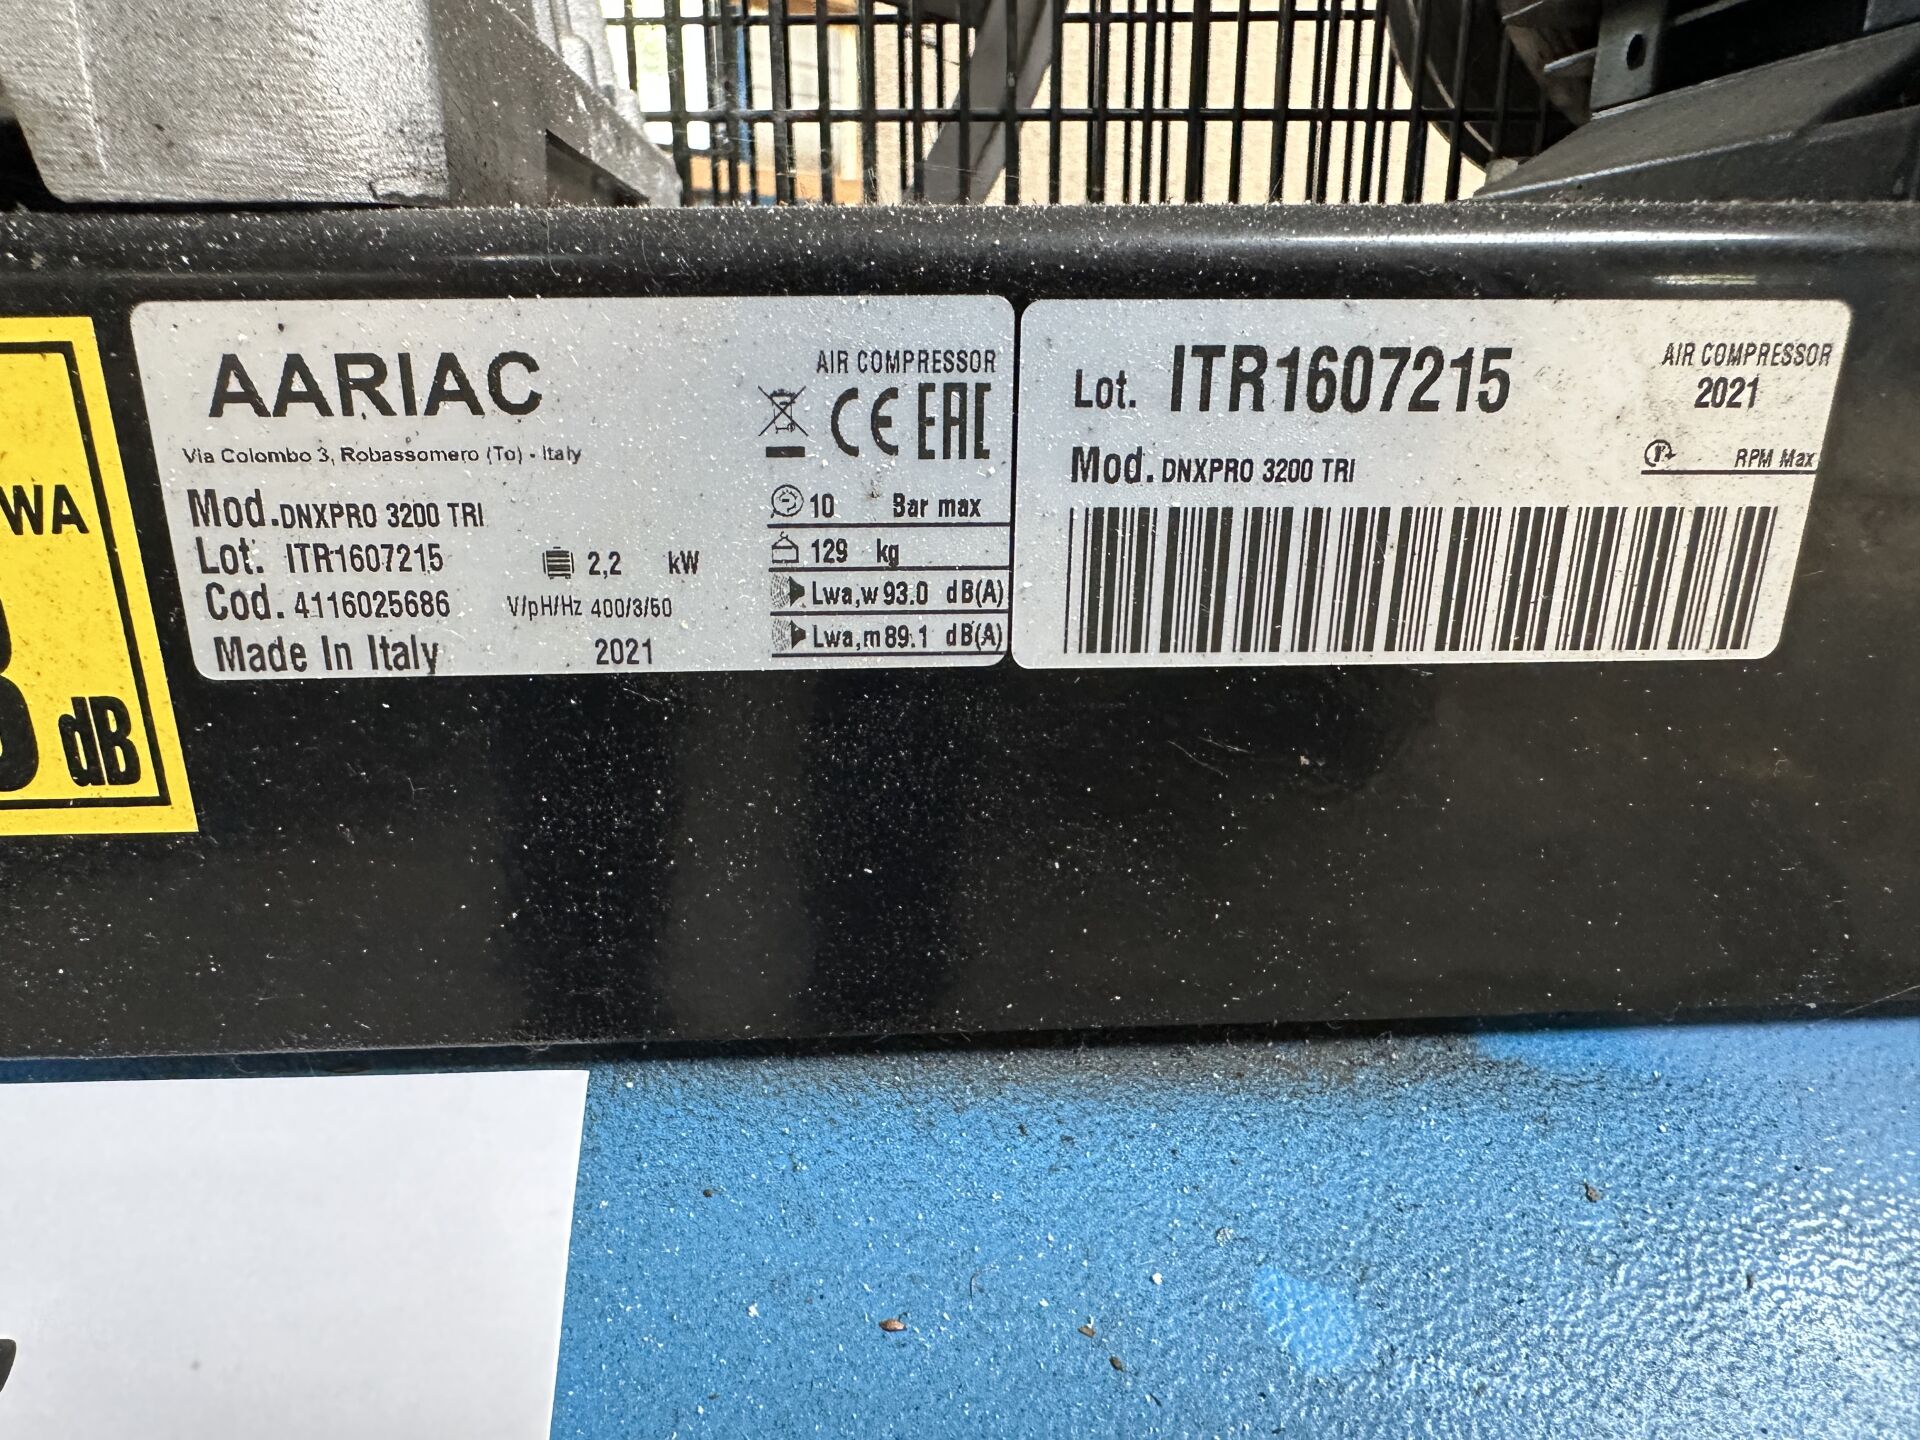 WA
dB
AARIAC
Via Colombo 3, Robassomero (To) - Italy
Mod. DNXPRO 3200 TRI
Lot. ITR1607215
Cod. 4116025686
Made In Italy
2,2 kW
V/pH/Hz 400/3/50
2021
AIR COMPRESSOR
CE EAC
10 Bar max
129 kg
Lwa,w 93.0 dB(A)
Lwa,m 89.1 dB(A)
Lot. ITR1607215
Mod. DNXPRO 3200 TRI
AIR COMPRESSOR
2021
RPM Max